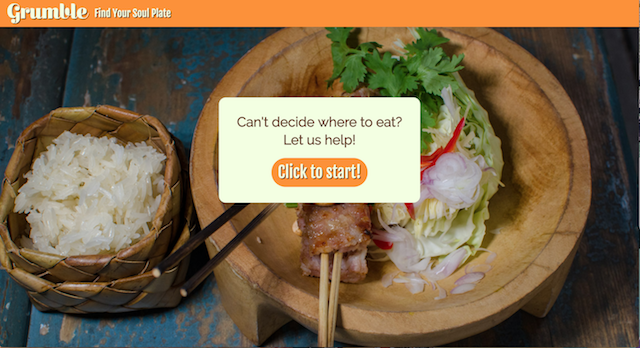 Grumble Find Your Soul Plate
Can't decide where to eat?
Let us help!
Click to start!